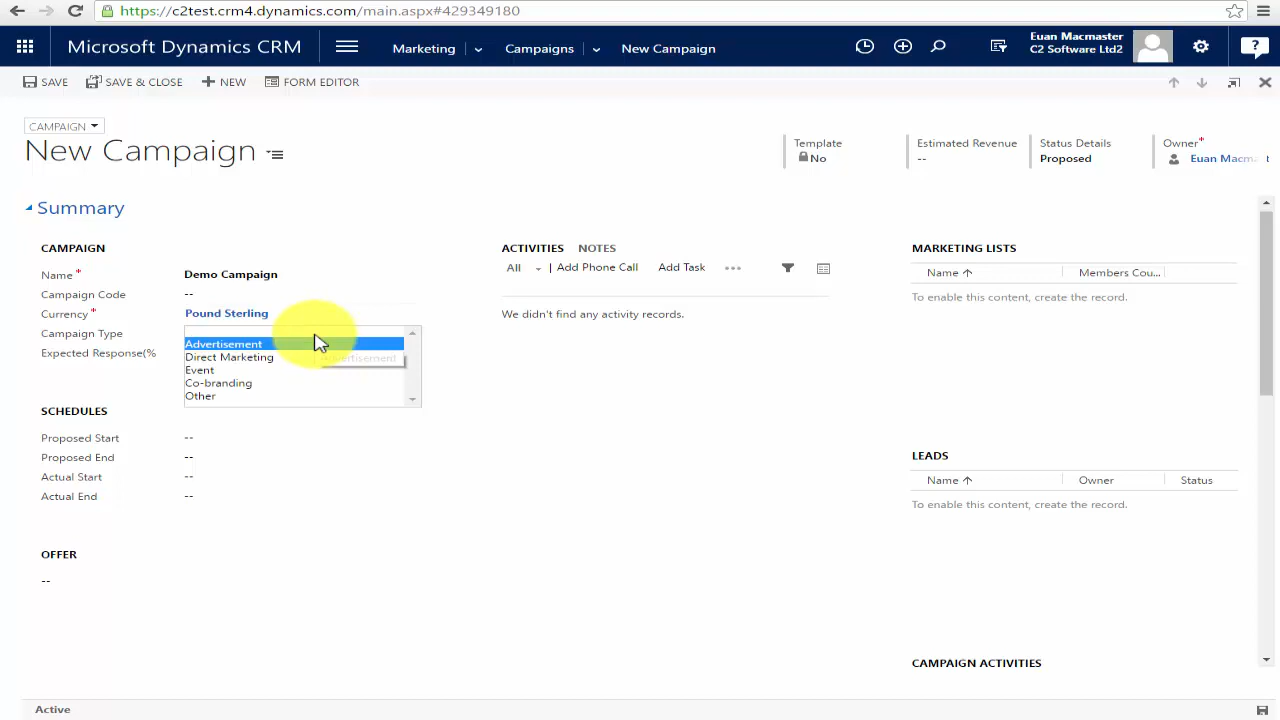 https://c2test.crm4.dynamics.com/main.aspx#429349180
Microsoft Dynamics CRM
Marketing
Campaigns
New Campaign
Euan Macmaster
C2 Software Ltd2
SAVE
SAVE & CLOSE
NEW
FORM EDITOR
CAMPAIGN
New Campaign
Template
No
Estimated Revenue
--
Status Details
Proposed
Owner*
Euan Macma
t
Summary
CAMPAIGN
Name*
Demo Campaign
Campaign Code
--
Currency*
Pound Sterling
Campaign Type
Expected Response(%
Advertisement
Direct Marketing
Advertisement
Event
Co-branding
Other
SCHEDULES
Proposed Start
--
Proposed End
--
Actual Start
--
Actual End
--
OFFER
--
ACTIVITIES
NOTES
All
| Add Phone Call
Add Task
We didn't find any activity records.
MARKETING LISTS
Name
Members Cou...
To enable this content, create the record.
LEADS
Name
Owner
Status
To enable this content, create the record.
CAMPAIGN ACTIVITIES
Active